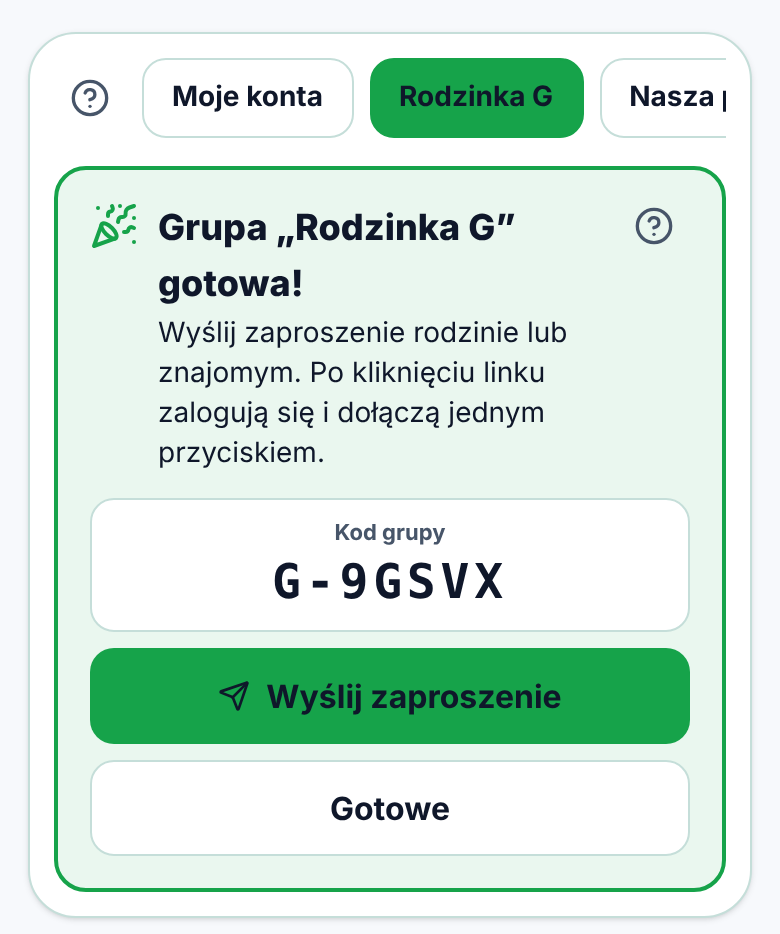 Moje konta
Rodzinka G
Nasza
Grupa „Rodzinka G”
gotowa!
Wyślij zaproszenie rodzinie lub
znajomym. Po kliknięciu linku
zalogują się i dołączą jednym
przyciskiem.
Kod grupy
G-9GSVX
Wyślij zaproszenie
Gotowe